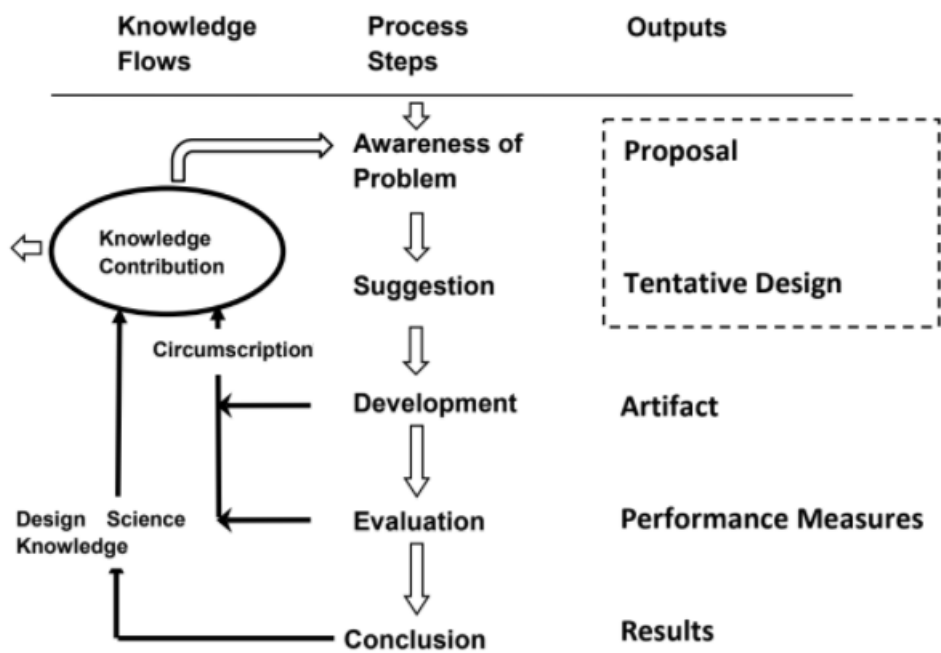 Knowledge
Flows
Process
Steps
Outputs
Awareness of
Problem
Proposal
Knowledge
Contribution
Suggestion
Tentative Design
Circumscription
Development
Artifact
Design Science
Knowledge
Evaluation
Performance Measures
Conclusion
Results